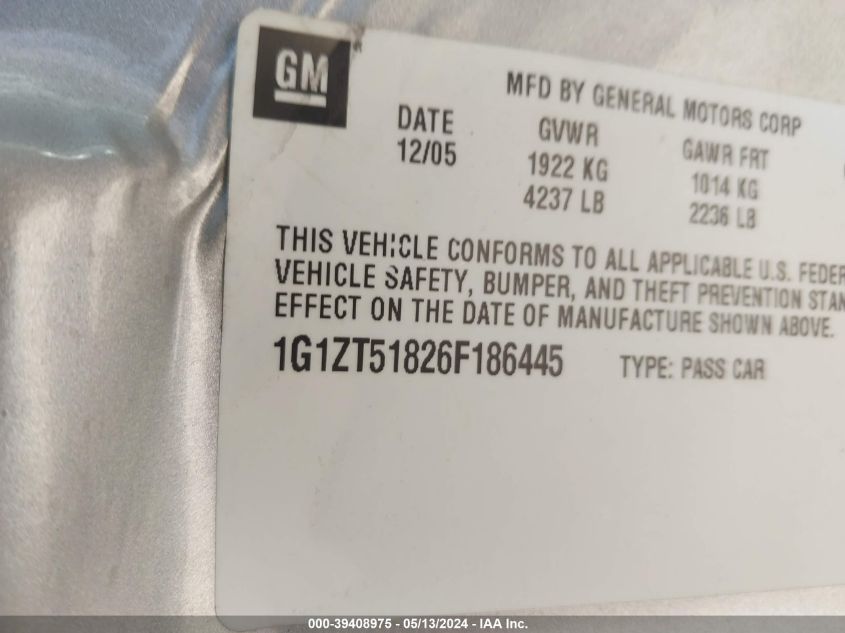 GM
MFD BY GENERAL MOTORS CORP
DATE GVWR GAWR FRT
12/05 1922 KG 1014 KG
4237 LB 2236 LB
THIS VEHICLE CONFORMS TO ALL APPLICABLE U.S. FEDER
VEHICLE SAFETY, BUMPER, AND THEFT PREVENTION STAN
EFFECT ON THE DATE OF MANUFACTURE SHOWN ABOVE.
1G1ZT51826F186445 TYPE: PASS CAR
000-39408975 - 05/13/2024 - IAA Inc.